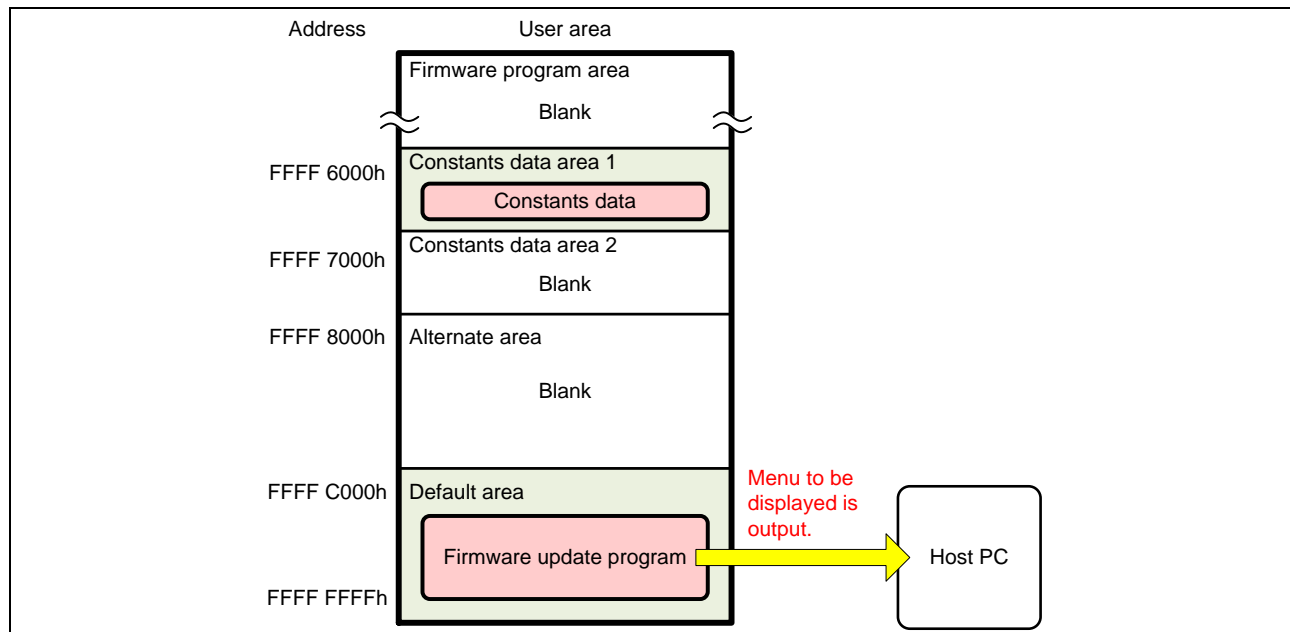 Address
User area
Firmware program area
Blank
FFFF 6000h
Constants data area 1
Constants data
FFFF 7000h
Constants data area 2
Blank
FFFF 8000h
Alternate area
Blank
FFFF C000h
Default area
Menu to be
displayed is
output.
Firmware update program
Host PC
FFFF FFFFh